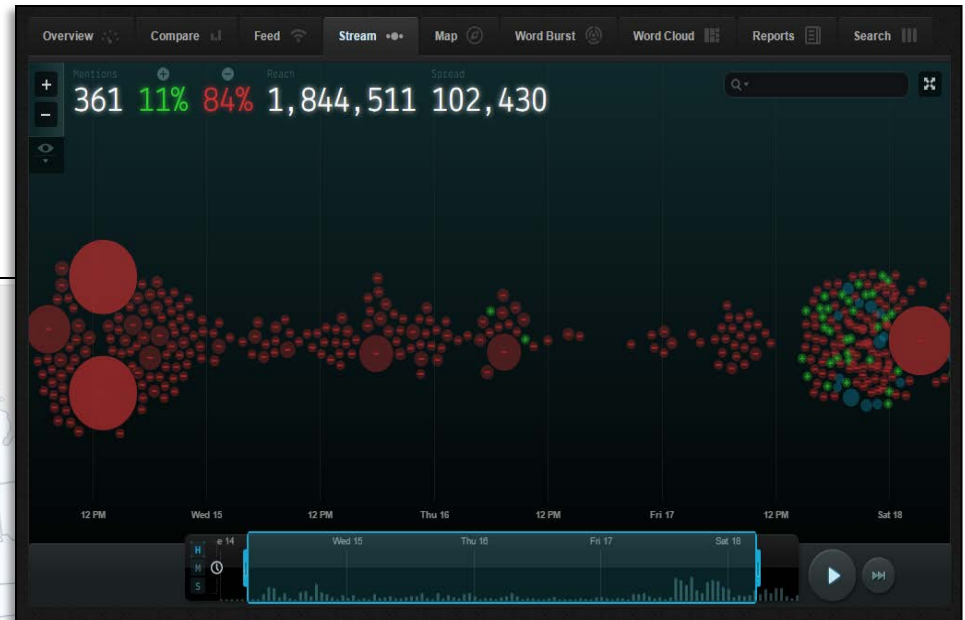 Overview Compare Feed Stream Map Word Burst Word Cloud Reports Search
+ Mentions + − Reach Spread
361 11% 84% 1,844,511 102,430
−
12 PM Wed 15 12 PM Thu 16 12 PM Fri 17 12 PM Sat 18
H e 14 Wed 15 Thu 16 Fri 17 Sat 18
M
S